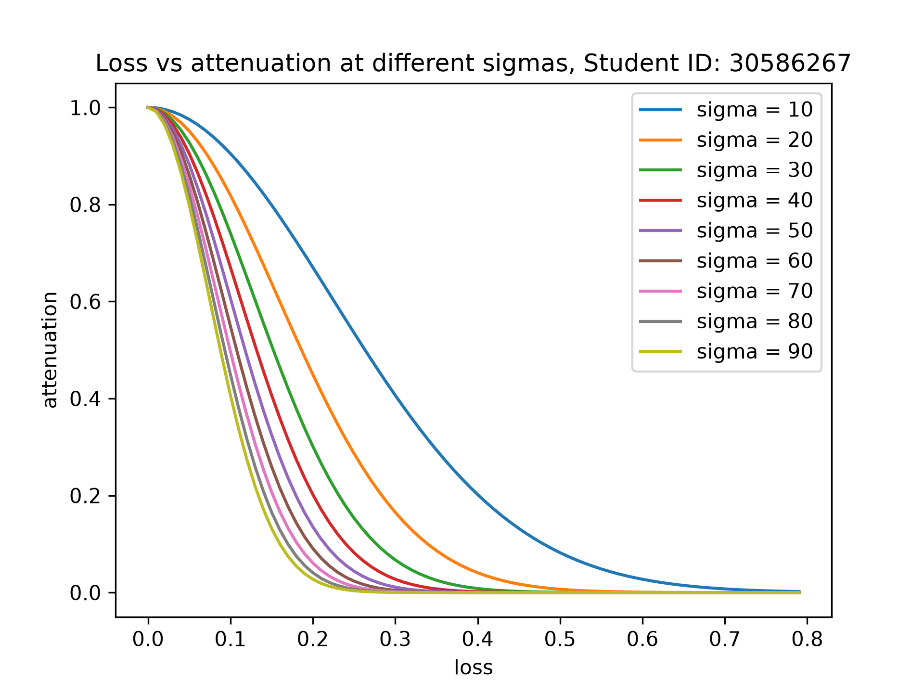 Loss vs attenuation at different sigmas, Student ID: 30586267
1.0
0.8
0.6
0.4
0.2
0.0
attenuation
sigma = 10
sigma = 20
sigma = 30
sigma = 40
sigma = 50
sigma = 60
sigma = 70
sigma = 80
sigma = 90
0.0 0.1 0.2 0.3 0.4 0.5 0.6 0.7 0.8
loss